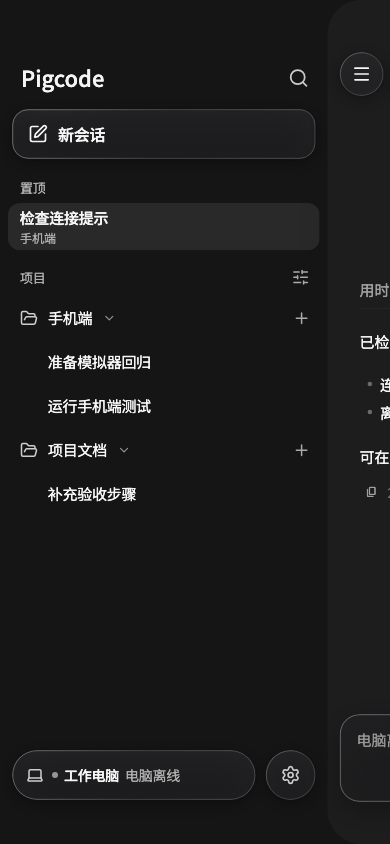 Pigcode
新会话
置顶
检查连接提示
手机端
项目
手机端
准备模拟器回归
运行手机端测试
项目文档
补充验收步骤
工作电脑 电脑离线
用时
已检
连
离
可在
电脑